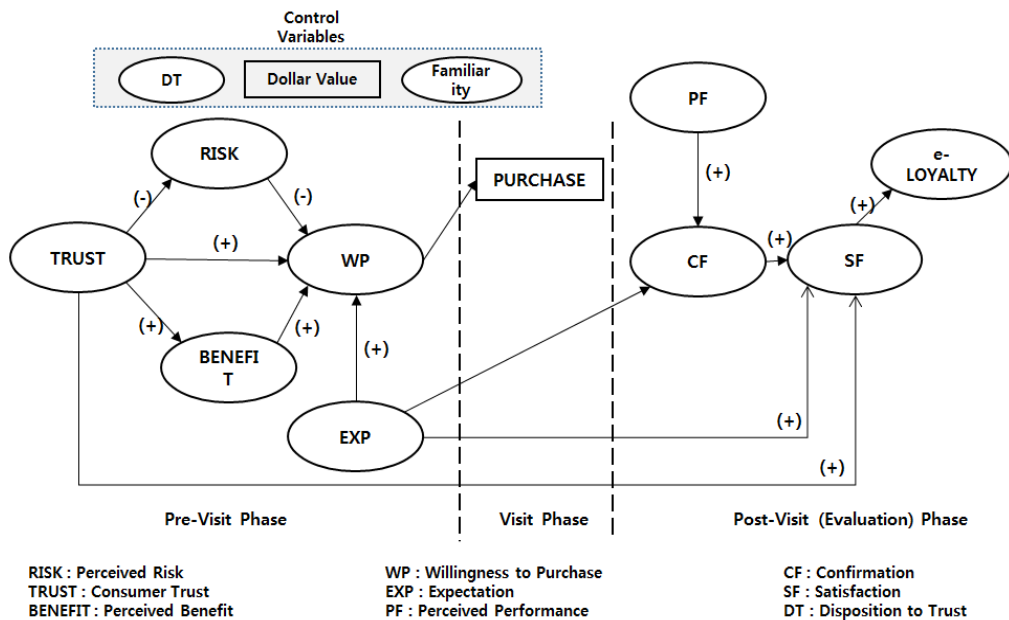 Control
Variables
DT
Dollar Value
Familiar
ity
PF
RISK
PURCHASE
e-
LOYALTY
(+)
(-)
(-)
(+)
(+)
(+)
TRUST
WP
CF
SF
(+)
(+)
(+)
BENEFI
T
EXP
(+)
(+)
Pre-Visit Phase
Visit Phase
Post-Visit (Evaluation) Phase
RISK : Perceived Risk
TRUST : Consumer Trust
BENEFIT : Perceived Benefit
WP : Willingness to Purchase
EXP : Expectation
PF : Perceived Performance
CF : Confirmation
SF : Satisfaction
DT : Disposition to Trust